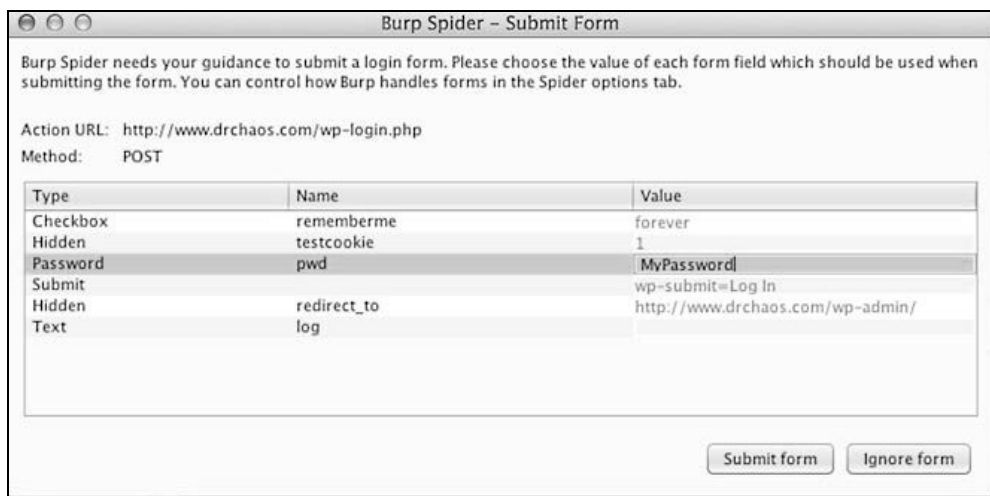 Burp Spider – Submit Form
Burp Spider needs your guidance to submit a login form. Please choose the value of each form field which should be used when
submitting the form. You can control how Burp handles forms in the Spider options tab.
Action URL: http://www.drchaos.com/wp-login.php
Method: POST
Type Name Value
Checkbox rememberme forever
Hidden testcookie 1
Password pwd MyPassword
Submit wp-submit=Log In
Hidden redirect_to http://www.drchaos.com/wp-admin/
Text log
Submit form Ignore form